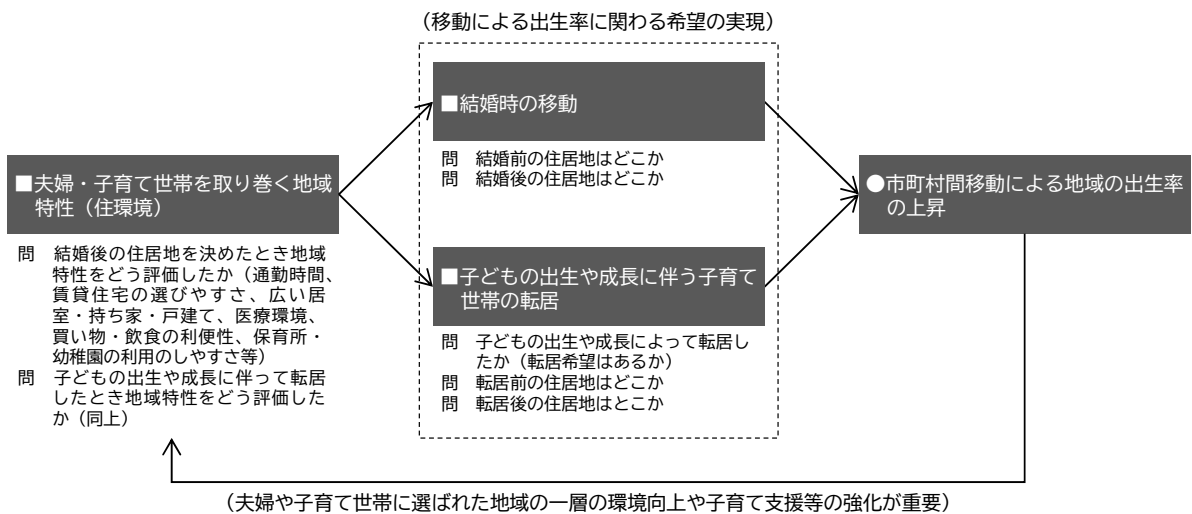 （移動による出生率に関わる希望の実現）
■夫婦・子育て世帯を取り巻く地域
特性（住環境）
問　結婚後の住居地を決めたとき地域
特性をどう評価したか（通勤時間、
賃貸住宅の選びやすさ、広い居
室・持ち家・戸建て、医療環境、
買い物・飲食の利便性、保育所・
幼稚園の利用のしやすさ等）
問　子どもの出生や成長に伴って転居
したとき地域特性をどう評価した
か（同上）
■結婚時の移動
問　結婚前の住居地はどこか
問　結婚後の住居地はどこか
■子どもの出生や成長に伴う子育て
世帯の転居
問　子どもの出生や成長によって転居し
たか（転居希望はあるか）
問　転居前の住居地はどこか
問　転居後の住居地はとこか
●市町村間移動による地域の出生率
の上昇
（夫婦や子育て世帯に選ばれた地域の一層の環境向上や子育て支援等の強化が重要）